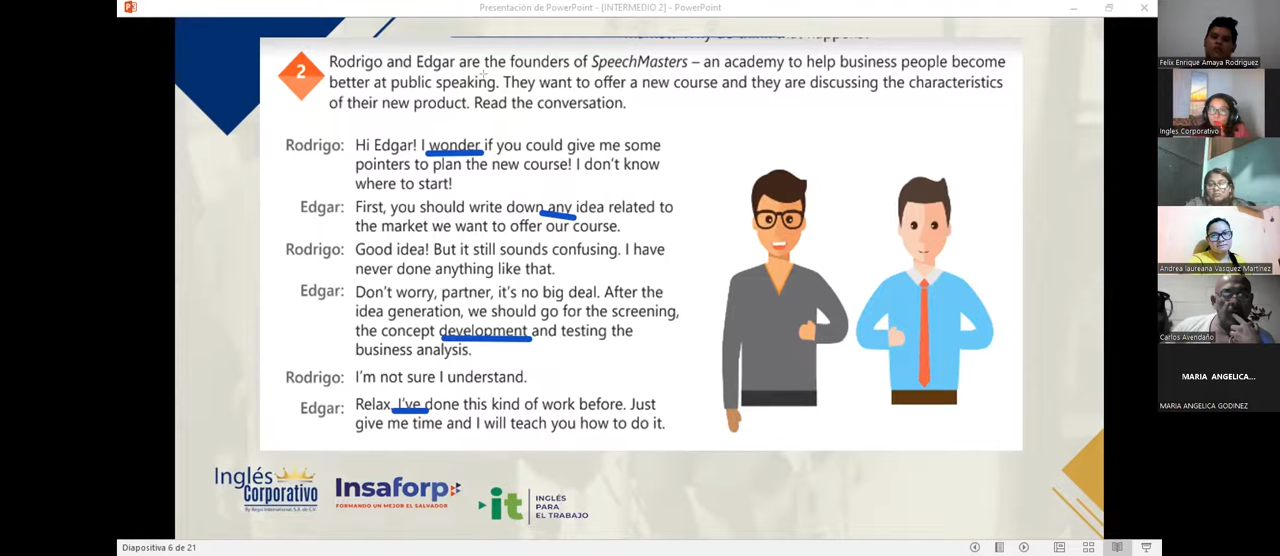 Presentación de PowerPoint - [INTERMEDIO 2] - PowerPoint
2
Rodrigo and Edgar are the founders of SpeechMasters – an academy to help business people become
better at public speaking. They want to offer a new course and they are discussing the characteristics
of their new product. Read the conversation.
Rodrigo: Hi Edgar! I wonder if you could give me some
pointers to plan the new course! I don't know
where to start!
Edgar: First, you should write down any idea related to
the market we want to offer our course.
Rodrigo: Good idea! But it still sounds confusing. I have
never done anything like that.
Edgar: Don't worry, partner, it's no big deal. After the
idea generation, we should go for the screening,
the concept development and testing the
business analysis.
Rodrigo: I'm not sure I understand.
Edgar: Relax. I've done this kind of work before. Just
give me time and I will teach you how to do it.
Inglés
Corporativo
Insaforp
FORMANDO UN MEJOR EL SALVADOR
it
INGLÉS
PARA
EL TRABAJO
Diapositiva 6 de 21
Felix Enrique Amaya Rodriguez
Ingles Corporativo
Andrea laureana Vasquez Martinez
Carlos Avendaño
MARIA ANGELICA...
MARIA ANGELICA GODINEZ